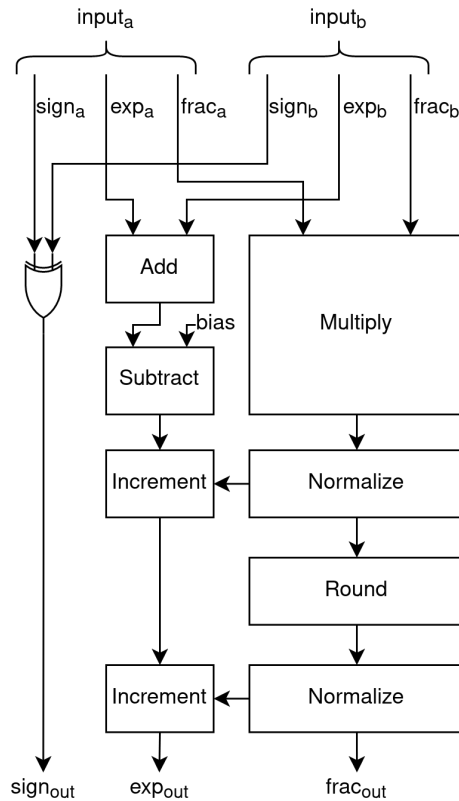 input_a input_b
sign_a exp_a frac_a sign_b exp_b frac_b
Add
Multiply
bias
Subtract
Increment Normalize
Round
Increment Normalize
sign_out exp_out frac_out